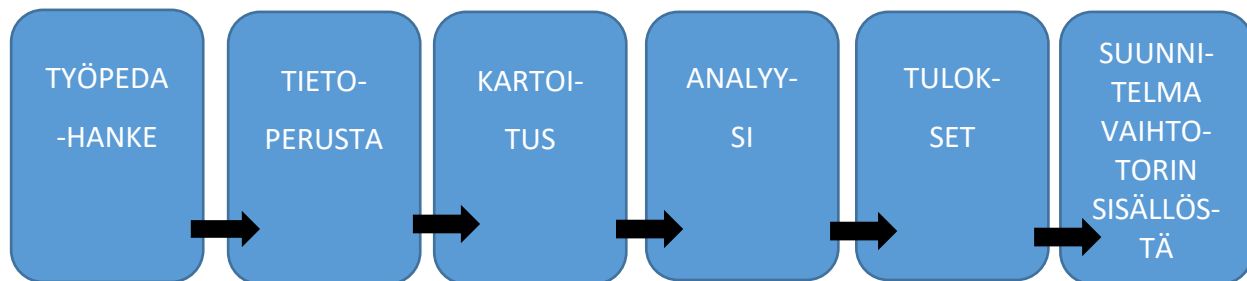 TYÖPEDA
-HANKE
TIETO-
PERUSTA
KARTOI-
TUS
ANALYY-
SI
TULOK-
SET
SUUNNI-
TELMA
VAIHTO-
TORIN
SISÄLLÖS-
TÄ